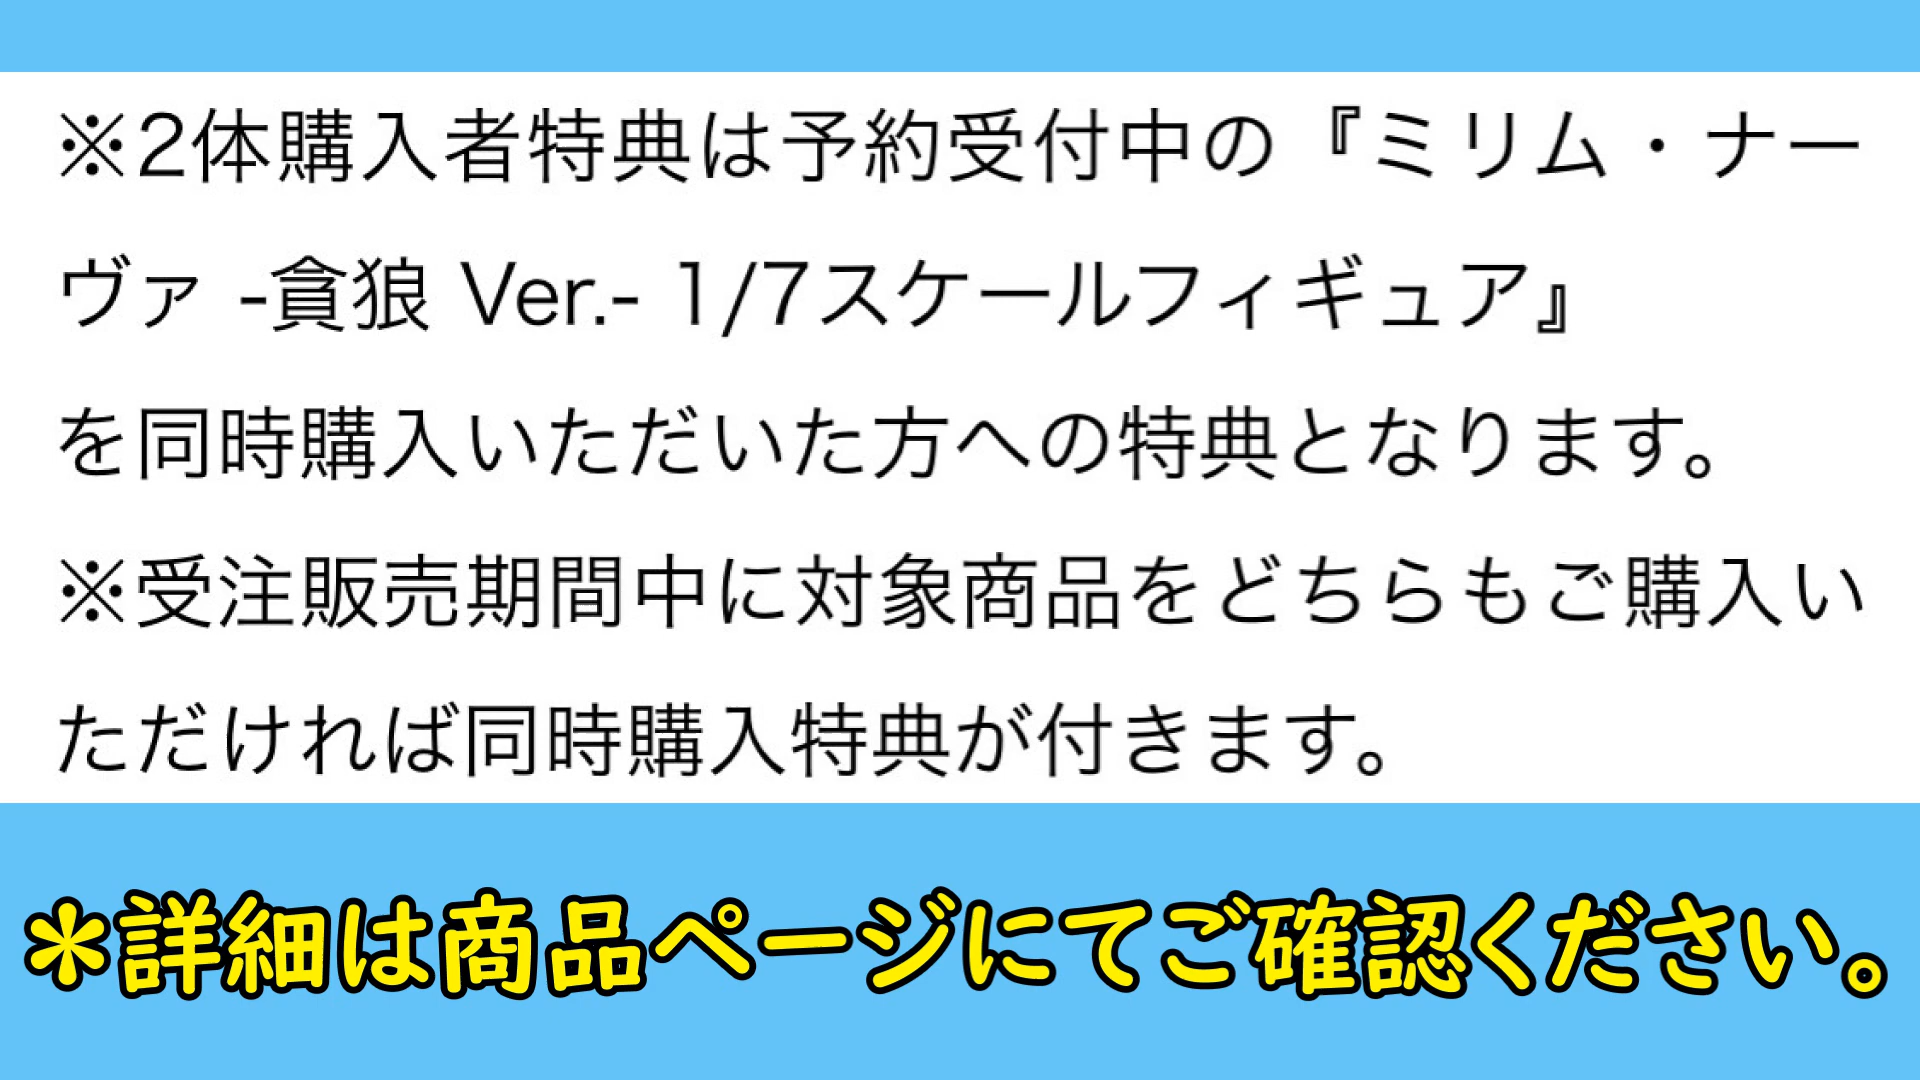 ※2体購入者特典は予約受付中の『ミリム・ナー
ヴァ -貪狼 Ver.- 1/7スケールフィギュア』
を同時購入いただいた方への特典となります。
※受注販売期間中に対象商品をどちらもご購入い
ただければ同時購入特典が付きます。
＊詳細は商品ページにてご確認ください。